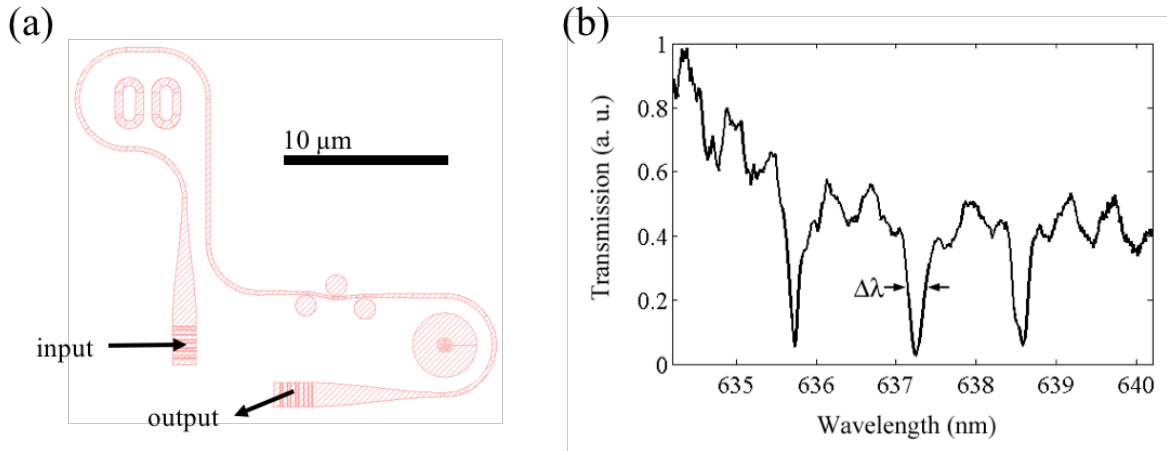 (a)
10 μm
input
output
(b)
Transmission (a. u.)
1
0.8
0.6
0.4
0.2
0
Δλ
635 636 637 638 639 640
Wavelength (nm)